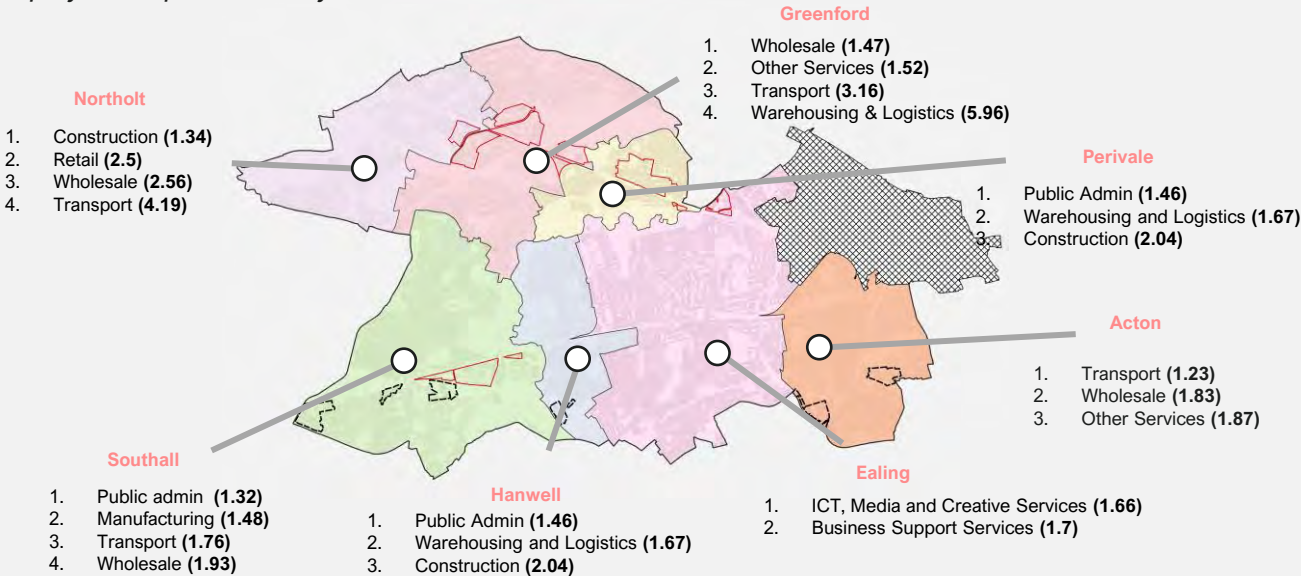 Greenford
1. Wholesale (1.47)
2. Other Services (1.52)
3. Transport (3.16)
4. Warehousing & Logistics (5.96)
Northolt
1. Construction (1.34)
2. Retail (2.5)
3. Wholesale (2.56)
4. Transport (4.19)
Perivale
1. Public Admin (1.46)
2. Warehousing and Logistics (1.67)
3. Construction (2.04)
Acton
1. Transport (1.23)
2. Wholesale (1.83)
3. Other Services (1.87)
Southall
1. Public admin (1.32)
2. Manufacturing (1.48)
3. Transport (1.76)
4. Wholesale (1.93)
Hanwell
1. Public Admin (1.46)
2. Warehousing and Logistics (1.67)
3. Construction (2.04)
Ealing
1. ICT, Media and Creative Services (1.66)
2. Business Support Services (1.7)